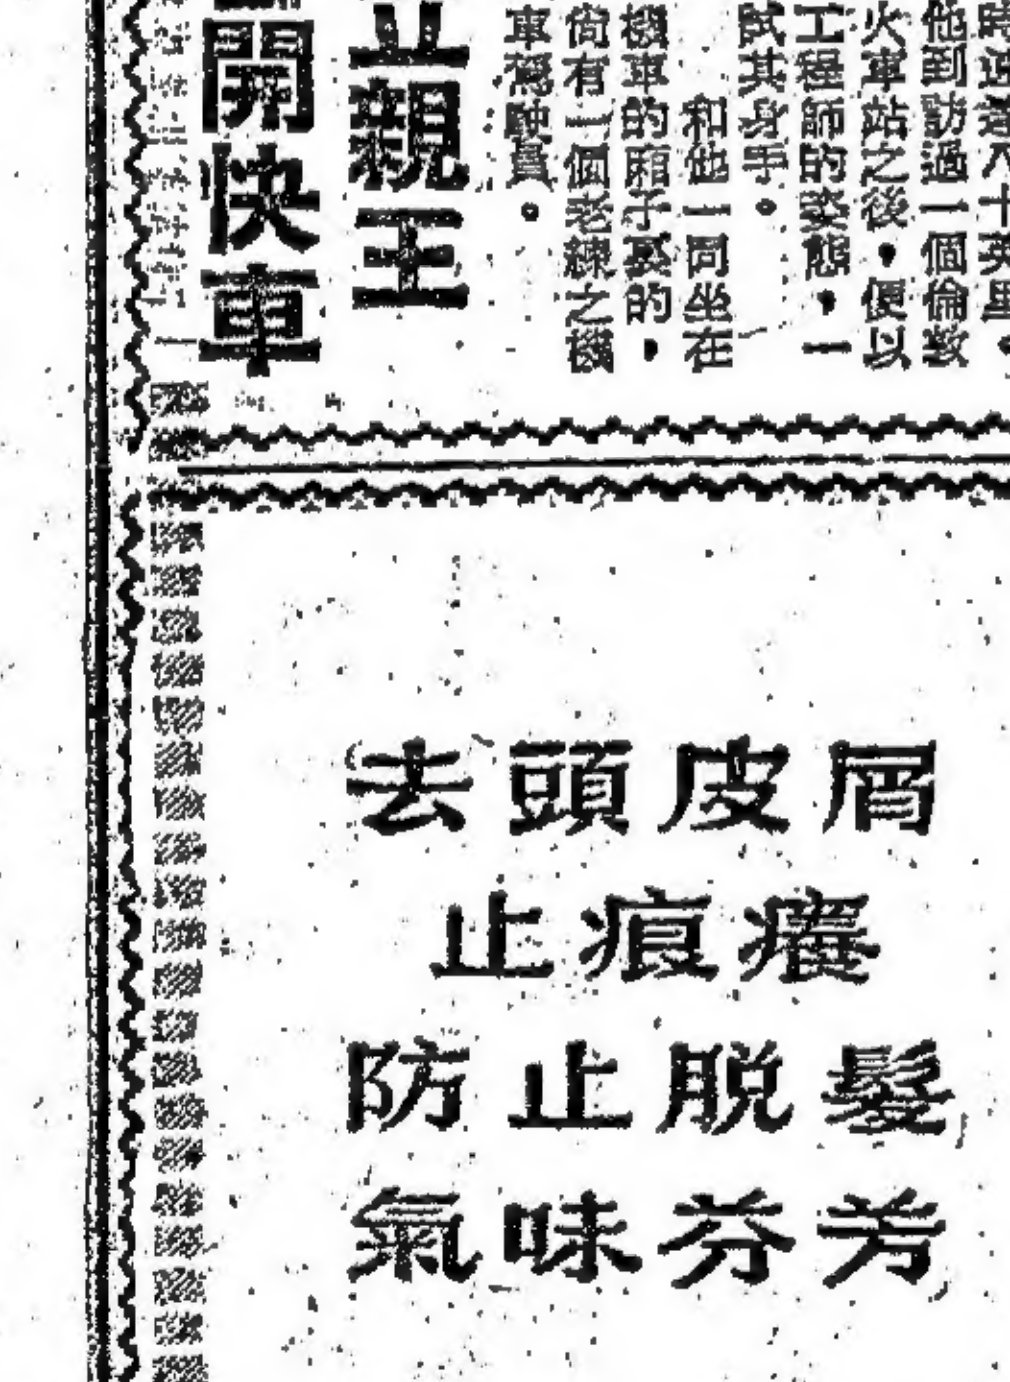 時速達八十英里。
他到訪過一個倫敦
火車站之後，便以
工程師的姿態，一
試其身手。
和他一同坐在
機車的廂子裏的，
尚有一個老練之機
車駕駛員。
親王
開快車
去頭皮屑
止痕癢
防止脱髮
氣味芬芳